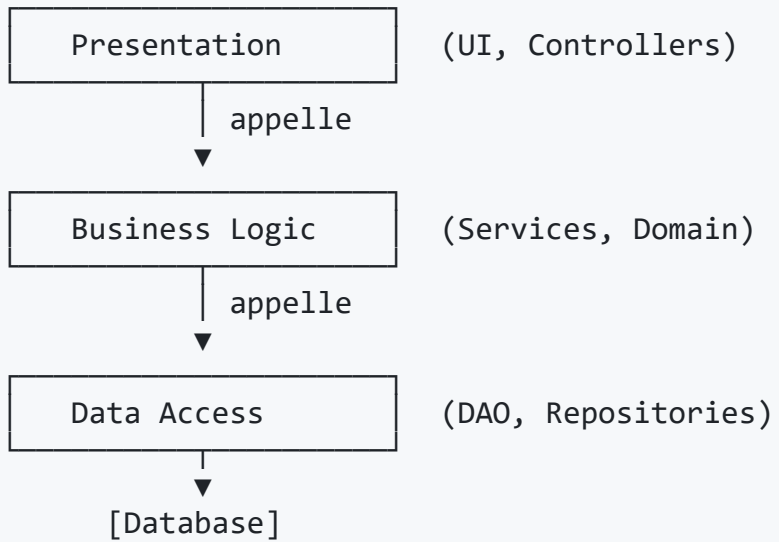 Presentation (UI, Controllers)
appelle
Business Logic (Services, Domain)
appelle
Data Access (DAO, Repositories)
[Database]